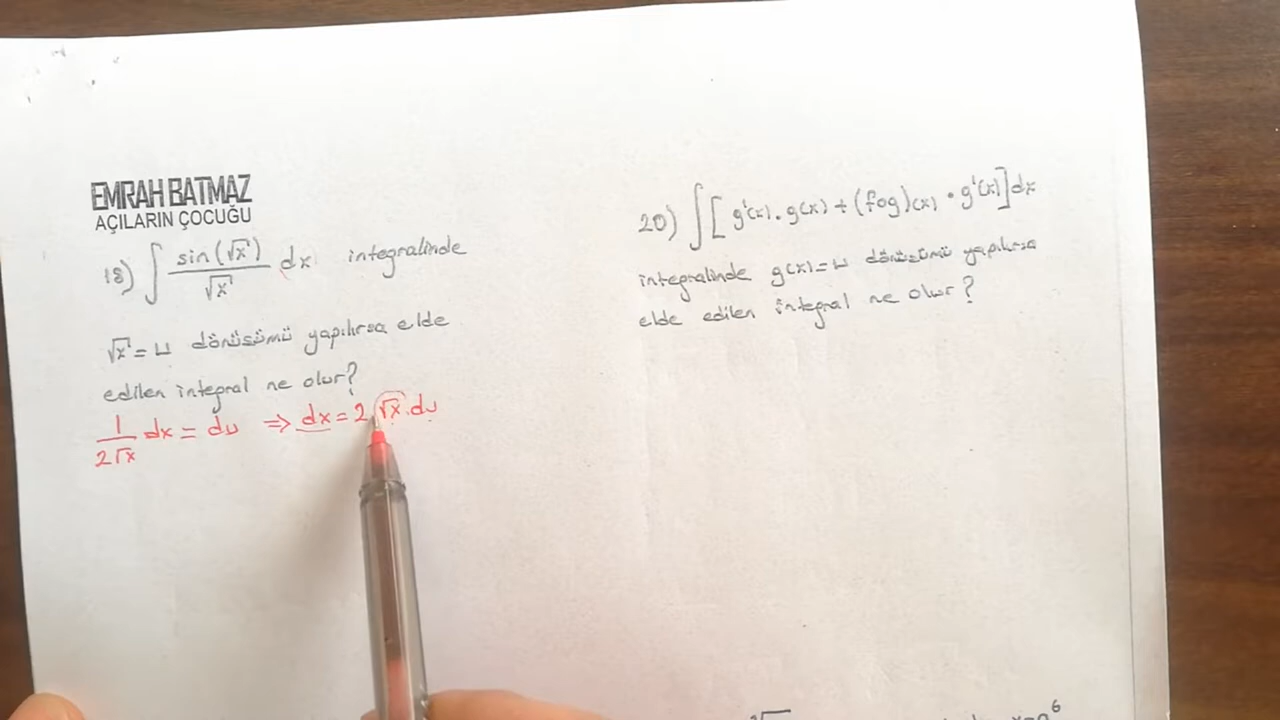 EMRAH BATMAZ
AÇILARIN ÇOCUĞU
18) ∫ sin(√x)/√x dx integralinde
√x = u dönüşümü yapılırsa elde
edilen integral ne olur?
1/(2√x) dx = du ⇒ dx = 2√x.du
20) ∫[g'(x).g(x) + (fog)(x) . g'(x)]dx
integralinde g(x)=u dönüşümü yapılırsa
elde edilen integral ne olur?